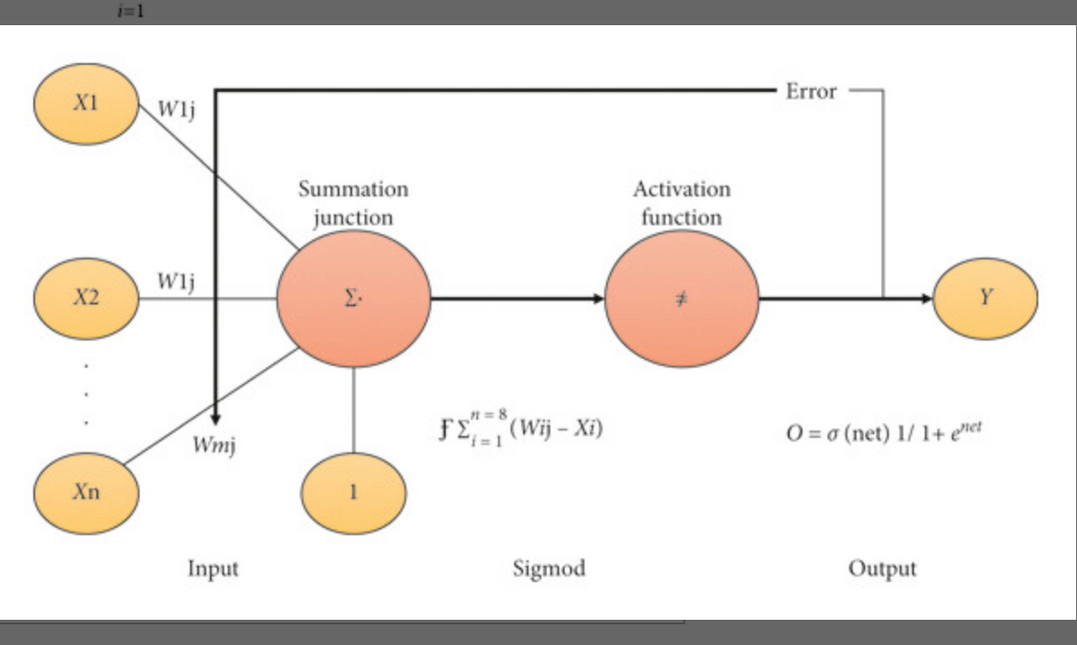 i=1
X1
W1j
Error
Summation
junction
Activation
function
X2
W1j
Σ·
≠
Y
.
.
.
Wmj
Ƒ Σ^{n = 8}_{i = 1} (Wij – Xi)
O = σ (net) 1/ 1+ e^{net}
Xn
1
Input
Sigmod
Output